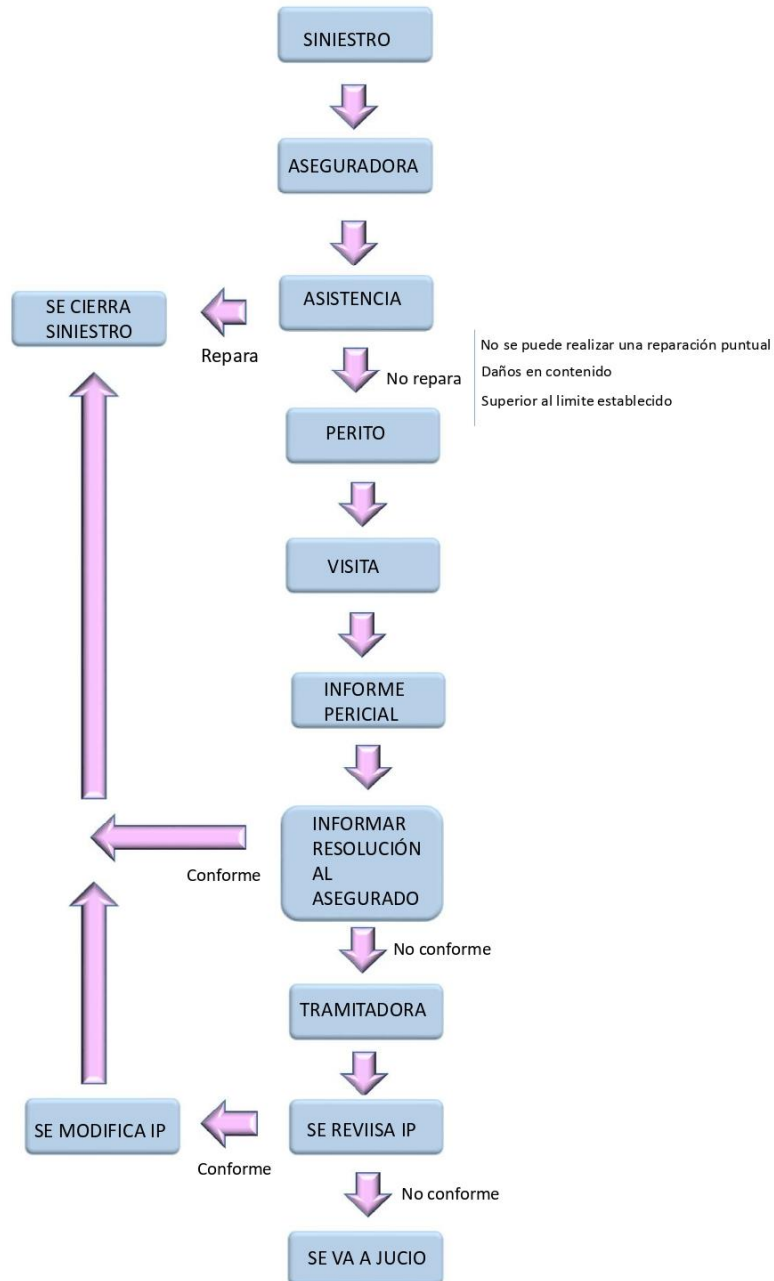 SINIESTRO
ASEGURADORA
ASISTENCIA
SE CIERRA
SINIESTRO
Repara
No repara
No se puede realizar una reparación puntual
Daños en contenido
Superior al limite establecido
PERITO
VISITA
INFORME
PERICIAL
INFORMAR
RESOLUCIÓN
AL
ASEGURADO
Conforme
No conforme
TRAMITADORA
SE REVIISA IP
SE MODIFICA IP
Conforme
No conforme
SE VA A JUCIO